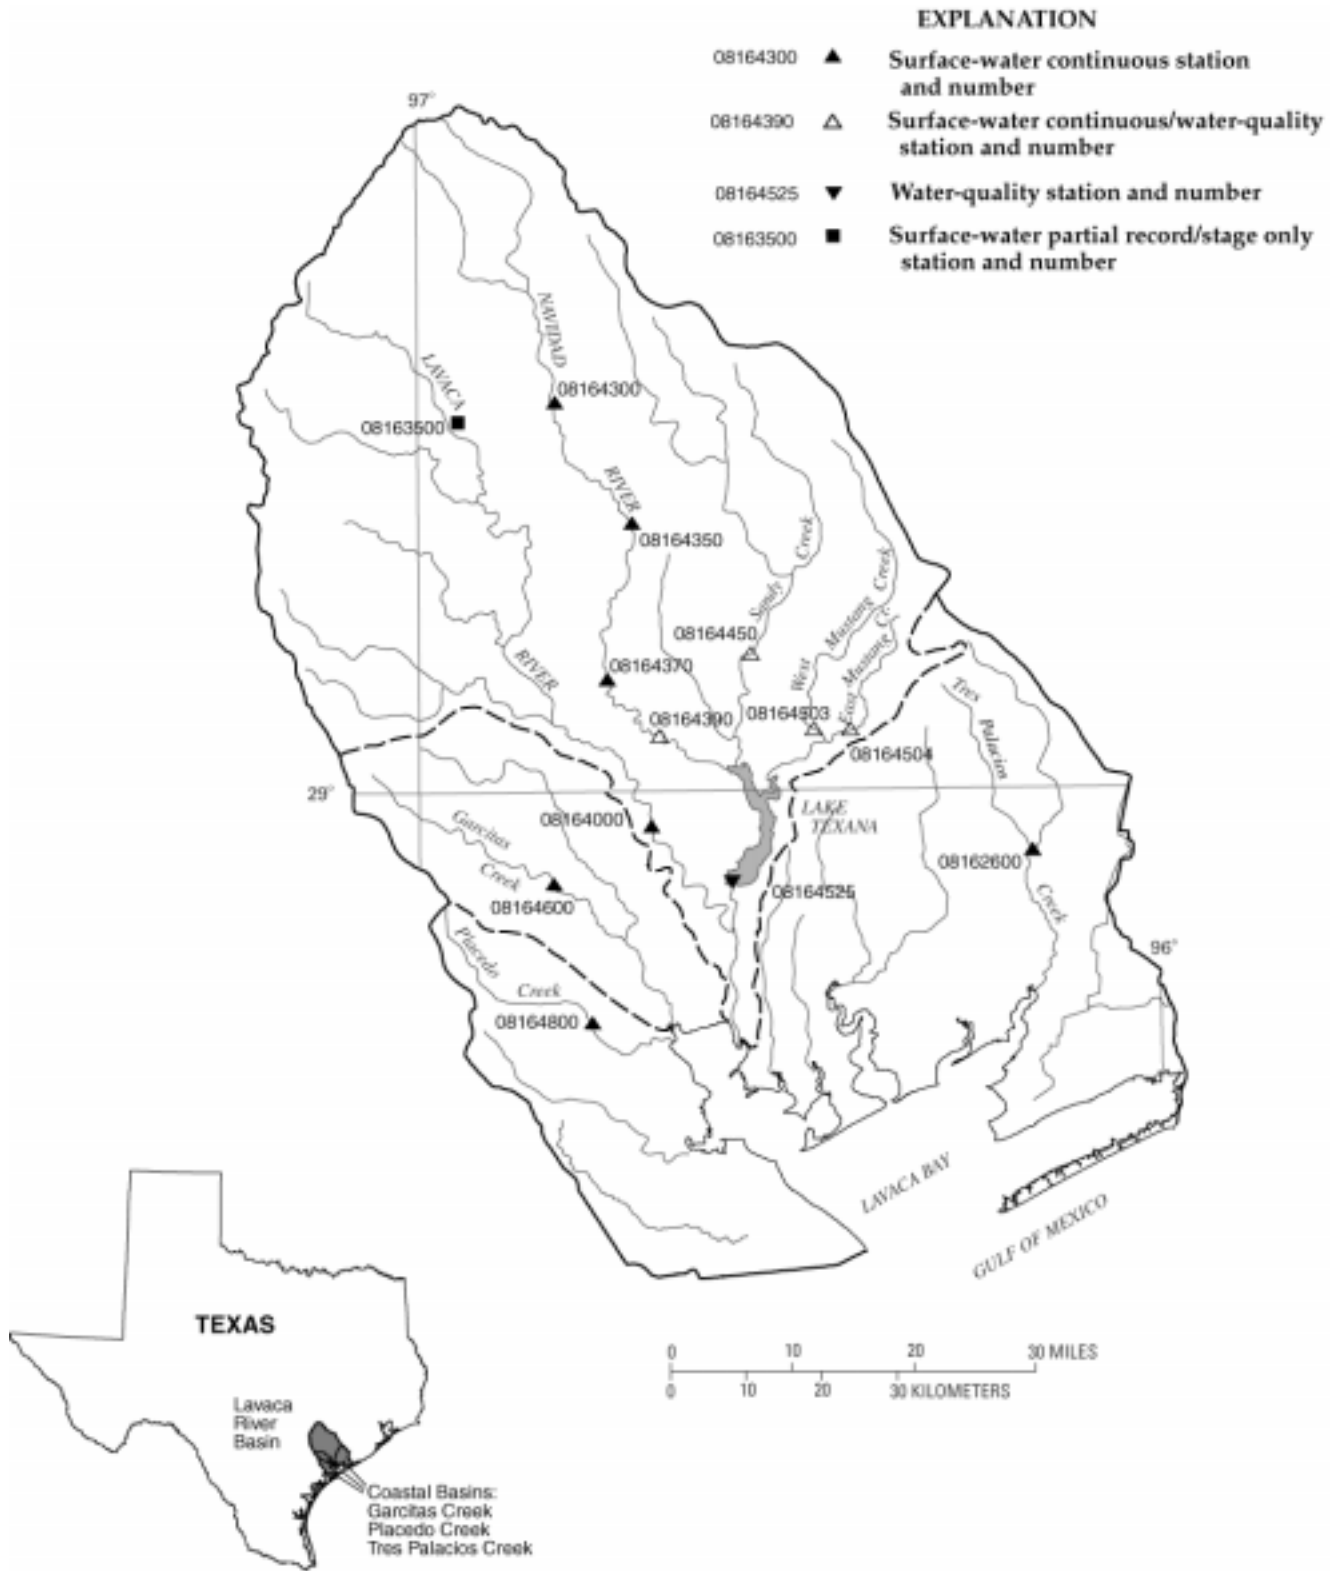 EXPLANATION
08164300 Surface-water continuous station
and number
08164390 Surface-water continuous/water-quality
station and number
08164525 Water-quality station and number
08163500 Surface-water partial record/stage only
station and number
97°
NAVIDAD
LAVACA
08164300
08163500
RIVER
08164350
Creek
Sandy
Creek
Mustang
West
08164450
Cr.
Mustang
East
RIVER
08164370
Tres
Palacios
08164390
08164503
08164504
29°
LAKE
TEXANA
08164000
Garcitas
Creek
08162600
08164525
08164600
Creek
Placedo
96°
Creek
08164800
LAVACA BAY
GULF OF MEXICO
TEXAS
0 10 20 30 MILES
0 10 20 30 KILOMETERS
Lavaca
River
Basin
Coastal Basins:
Garcitas Creek
Placedo Creek
Tres Palacios Creek